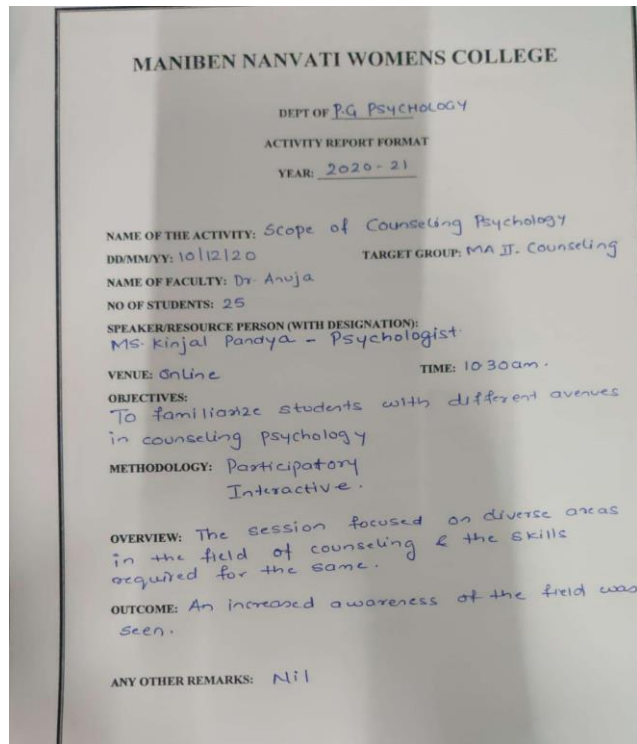 MANIBEN NANVATI WOMENS COLLEGE
DEPT OF P.G PSYCHOLOGY
ACTIVITY REPORT FORMAT
YEAR: 2020-21
NAME OF THE ACTIVITY: Scope of Counseling Psychology
DD/MM/YY: 10/12/20 TARGET GROUP: MA II. Counseling
NAME OF FACULTY: Dr. Anuja
NO OF STUDENTS: 25
SPEAKER/RESOURCE PERSON (WITH DESIGNATION):
Ms. Kinjal Pandya - Psychologist.
VENUE: Online TIME: 10 30am.
OBJECTIVES:
To familiarize students with different avenues
in counseling psychology
METHODOLOGY: Participatory
Interactive.
OVERVIEW: The session focused on diverse areas
in the field of counseling & the skills
required for the same.
OUTCOME: An increased awareness of the field was
seen.
ANY OTHER REMARKS: Nil